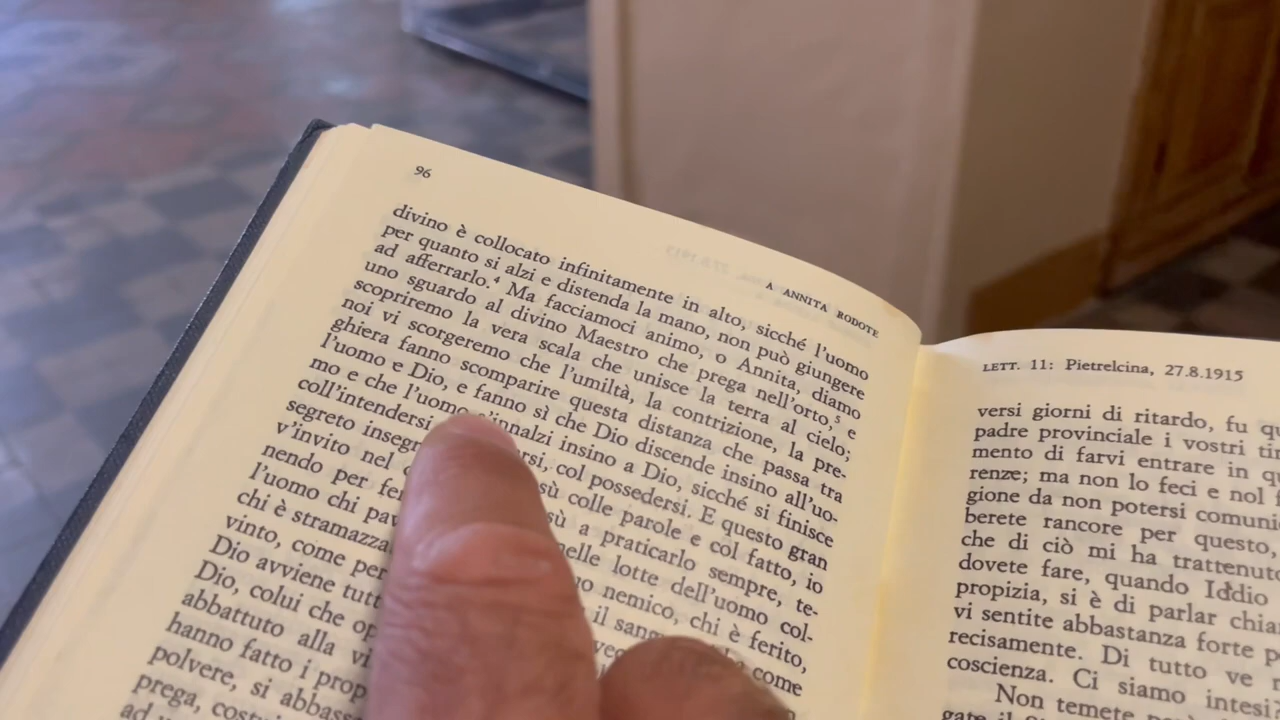 96
A ANNITA RODOTE
divino è collocato infinitamente in alto, sicché l'uomo
per quanto si alzi e distenda la mano, non può giungere
ad afferrarlo.⁴ Ma facciamoci animo, o Annita, diamo
uno sguardo al divino Maestro che prega nell'orto,⁵ e
scopriremo la vera scala che unisce la terra al cielo;
noi vi scorgeremo che l'umiltà, la contrizione, la pre-
ghiera fanno scomparire questa distanza che passa tra
l'uomo e Dio, e fanno sì che Dio discende insino all'uo-
mo e che l'uomo s'innalzi insino a Dio, sicché si finisce
coll'intendersi col possedersi. E questo gran
segreto colle parole e col fatto, io
v'invito nel a praticarlo sempre, te-
nendo per nelle lotte dell'uomo col-
l'uomo chi nemico, chi è ferito,
chi è il come
vinto, come
Dio avviene
Dio, colui che
abbattuto alla
hanno fatto i
polvere, si
prega,
ad
LETT. 11: Pietrelcina, 27.8.1915
versi giorni di ritardo, fu
padre provinciale i vostri
mento di farvi entrare in
renze; ma non lo feci e nol
gione da non potersi
berete rancore per questo,
che di ciò mi ha
dovete fare, quando Iddio
propizia, si è di parlar
vi sentite abbastanza forte
recisamente. Di tutto ve
coscienza. Ci siamo intesi?
Non temete